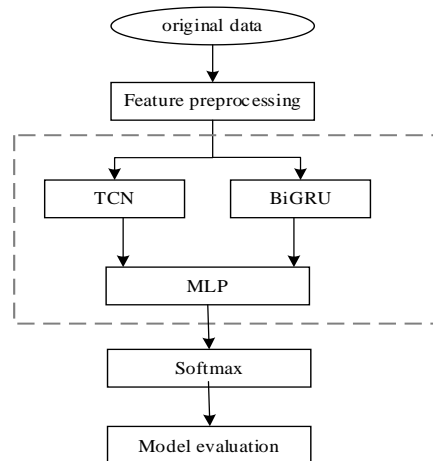 original data
Feature preprocessing
TCN
BiGRU
MLP
Softmax
Model evaluation